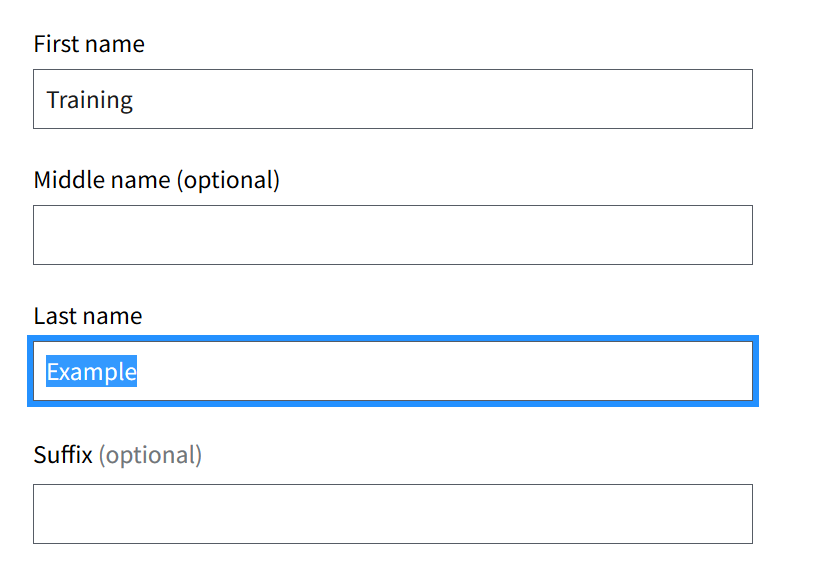 First name
Training
Middle name (optional)
Last name
Example
Suffix (optional)